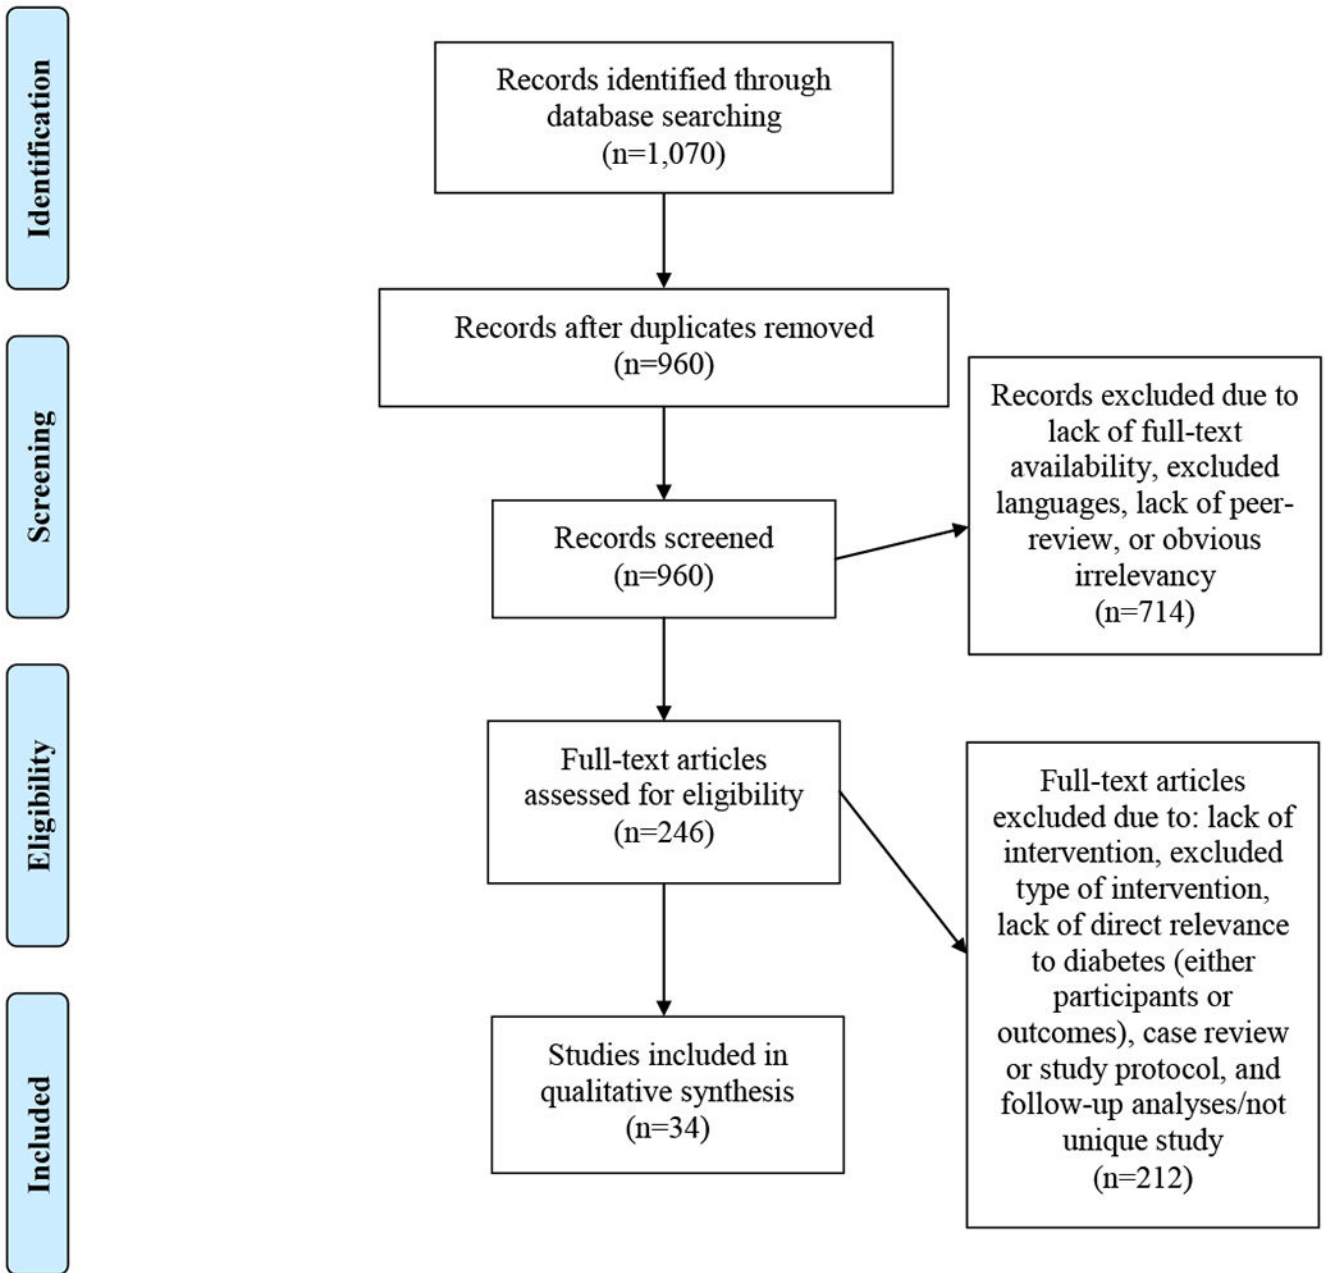 Identification
Records identified through
database searching
(n=1,070)
Records after duplicates removed
(n=960)
Screening
Records screened
(n=960)
Records excluded due to
lack of full-text
availability, excluded
languages, lack of peer-
review, or obvious
irrelevancy
(n=714)
Eligibility
Full-text articles
assessed for eligibility
(n=246)
Full-text articles
excluded due to: lack of
intervention, excluded
type of intervention,
lack of direct relevance
to diabetes (either
participants or
outcomes), case review
or study protocol, and
follow-up analyses/not
unique study
(n=212)
Included
Studies included in
qualitative synthesis
(n=34)